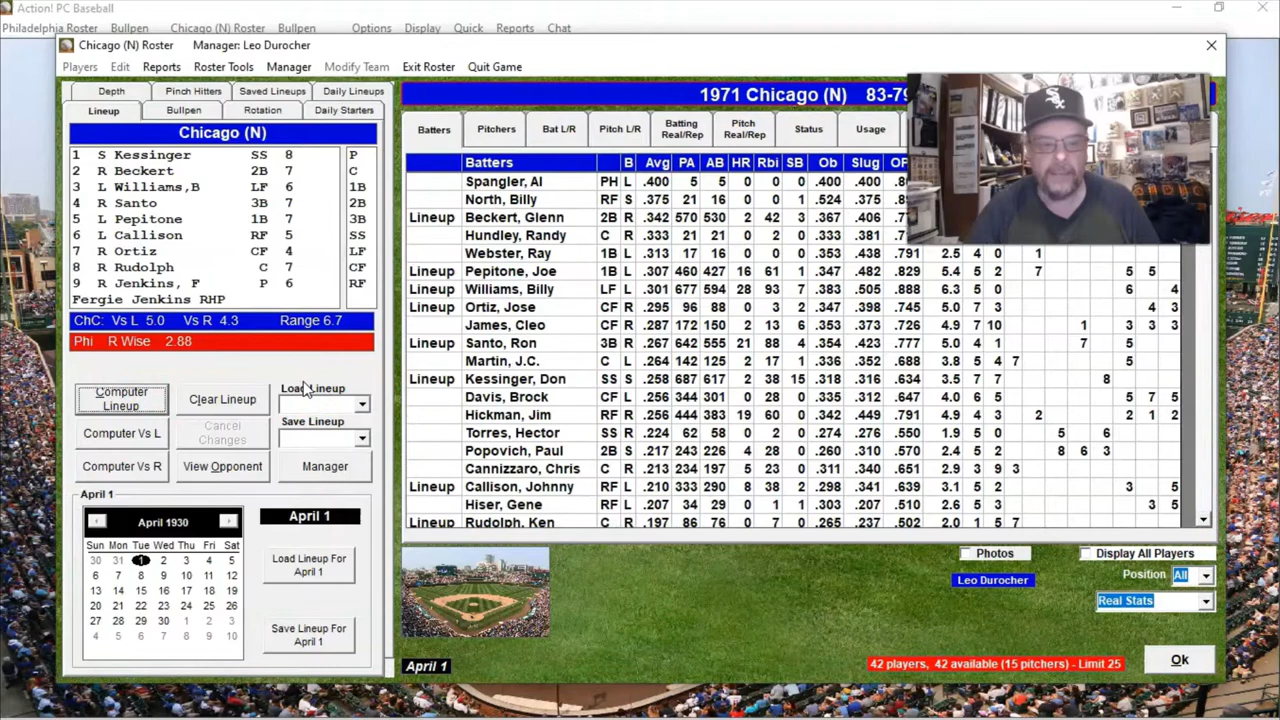 Action! PC Baseball
Philadelphia Roster Bullpen Chicago (N) Roster Bullpen Options Display Quick Reports Chat
Chicago (N) Roster Manager: Leo Durocher
Players Edit Reports Roster Tools Manager Modify Team Exit Roster Quit Game
Depth Pinch Hitters Saved Lineups Daily Lineups
Lineup Bullpen Rotation Daily Starters
Chicago (N)
1 S Kessinger SS 8 P
2 R Beckert 2B 7 C
3 L Williams,B LF 6 1B
4 R Santo 3B 7 2B
5 L Pepitone 1B 7 3B
6 L Callison RF 5 SS
7 R Ortiz CF 4 LF
8 R Rudolph C 7 CF
9 R Jenkins, F P 6 RF
Fergie Jenkins RHP
ChC: Vs L 5.0 Vs R 4.3 Range 6.7
Phi R Wise 2.88
Computer Lineup Clear Lineup Load Lineup
Computer Vs L Cancel Changes Save Lineup
Computer Vs R View Opponent Manager
April 1
April 1930
Sun Mon Tue Wed Thu Fri Sat
30 31 1 2 3 4 5
6 7 8 9 10 11 12
13 14 15 16 17 18 19
20 21 22 23 24 25 26
27 28 29 30 1 2 3
4 5 6 7 8 9 10
April 1
Load Lineup For April 1
Save Lineup For April 1
1971 Chicago (N) 83-79
Batters Pitchers Bat L/R Pitch L/R Batting Real/Rep Pitch Real/Rep Status Usage
Batters B Avg PA AB HR Rbi SB Ob Slug
Spangler, Al PH L .400 5 5 0 0 0 .400 .400
North, Billy RF S .375 21 16 0 0 1 .524 .375
Lineup Beckert, Glenn 2B R .342 570 530 2 42 3 .367 .406
Hundley, Randy C R .333 21 21 0 2 0 .333 .381
Webster, Ray 1B L .313 17 16 0 0 0 .353 .438 .791 2.5 4 0 1
Lineup Pepitone, Joe 1B L .307 460 427 16 61 1 .347 .482 .829 5.4 5 2 7 5 5
Lineup Williams, Billy LF L .301 677 594 28 93 7 .383 .505 .888 6.3 5 0 6 4
Lineup Ortiz, Jose CF R .295 96 88 0 3 2 .347 .398 .745 5.0 7 3 4 3
James, Cleo CF R .287 172 150 2 13 6 .353 .373 .726 4.9 7 10 1 3 3 3
Lineup Santo, Ron 3B R .267 642 555 21 88 4 .354 .423 .777 5.0 4 1 7 5
Martin, J.C. C L .264 142 125 2 17 1 .336 .352 .688 3.8 5 4 7 5
Lineup Kessinger, Don SS S .258 687 617 2 38 15 .318 .316 .634 3.5 7 7 8
Davis, Brock CF L .256 344 301 0 28 0 .335 .312 .647 4.0 6 5 5 7 5
Hickman, Jim RF R .256 444 383 19 60 0 .342 .449 .791 4.9 4 3 2 2 1 2
Torres, Hector SS R .224 62 58 0 2 0 .274 .276 .550 1.9 5 0 5 6
Popovich, Paul 2B S .217 243 226 4 28 0 .260 .310 .570 2.4 5 2 8 6 3
Cannizzaro, Chris C R .213 234 197 5 23 0 .311 .340 .651 2.9 3 9 3
Lineup Callison, Johnny RF L .210 333 290 8 38 2 .298 .341 .639 3.1 5 2 3 5
Hiser, Gene RF L .207 34 29 0 1 1 .303 .207 .510 2.6 5 3 3 5
Lineup Rudolph, Ken C R .197 86 76 0 7 0 .265 .237 .502 2.0 1 5 7
Photos Display All Players
Leo Durocher Position All
Real Stats
April 1 42 players, 42 available (15 pitchers) - Limit 25 Ok